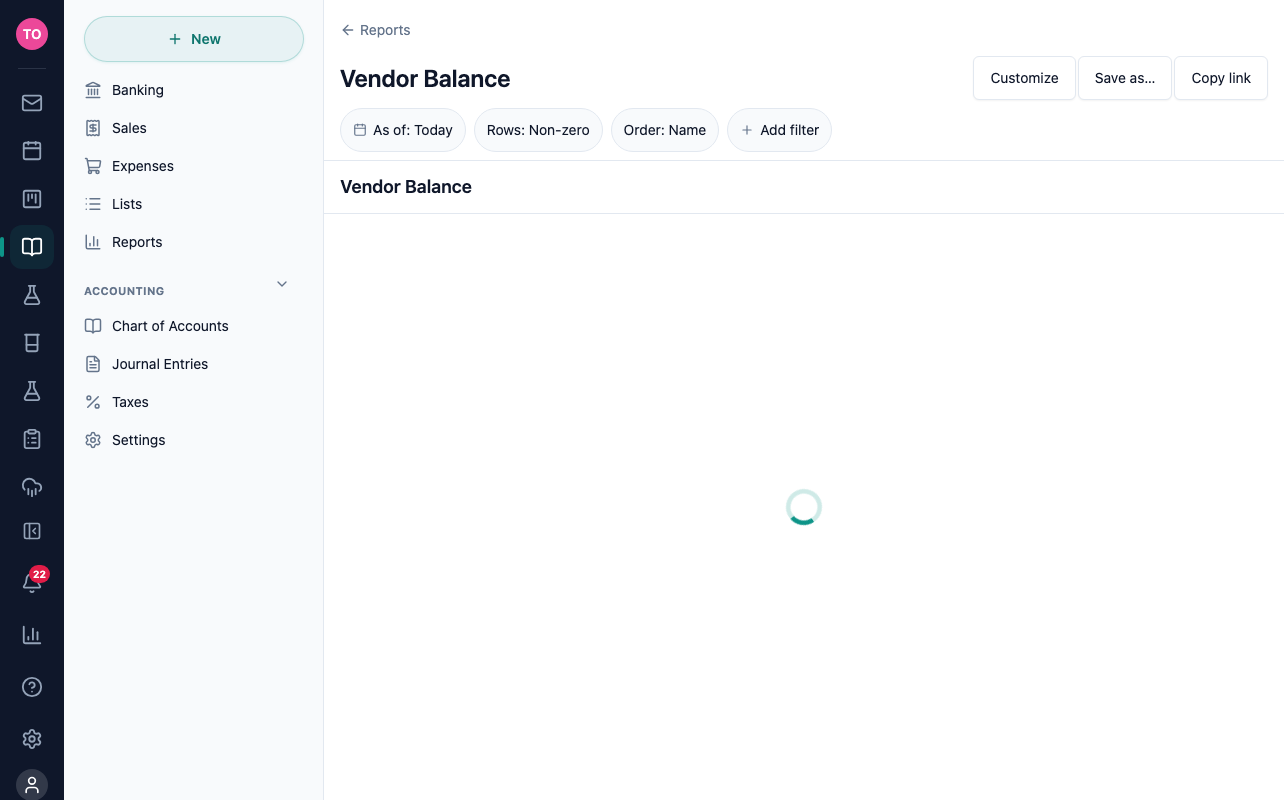 TO
22
New
Banking
Sales
Expenses
Lists
Reports
ACCOUNTING
Chart of Accounts
Journal Entries
Taxes
Settings
Reports
Vendor Balance
Customize
Save as...
Copy link
As of: Today
Rows: Non-zero
Order: Name
Add filter
Vendor Balance